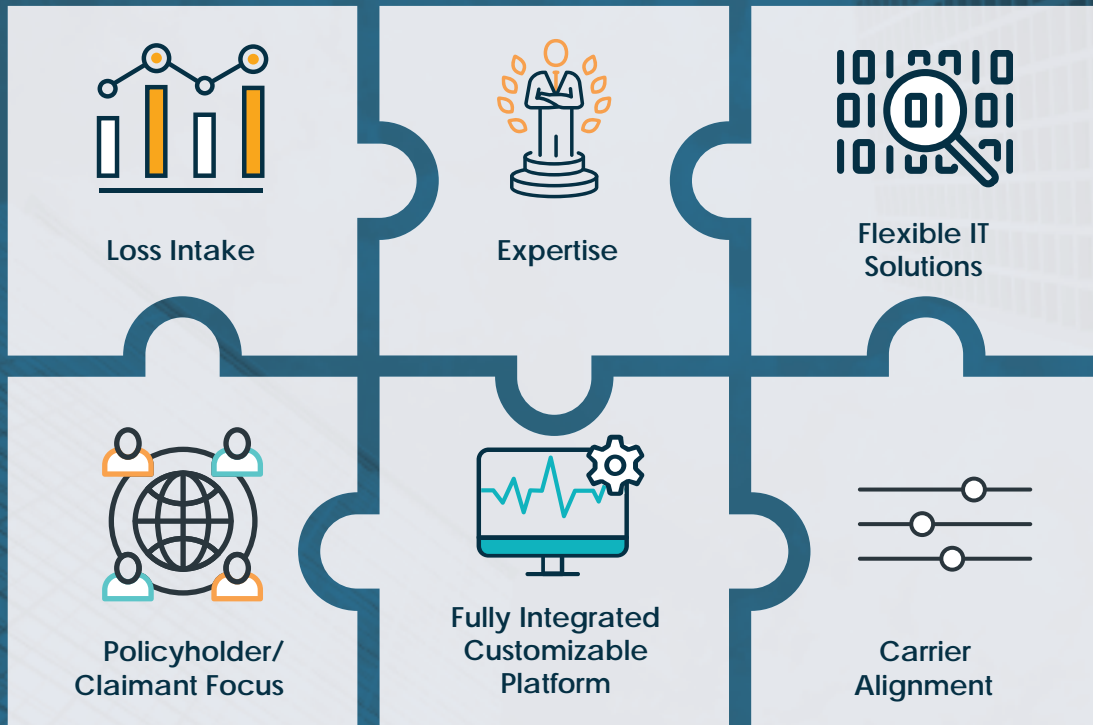 Loss Intake
Expertise
Flexible IT
Solutions
Policyholder/
Claimant Focus
Fully Integrated
Customizable
Platform
Carrier
Alignment